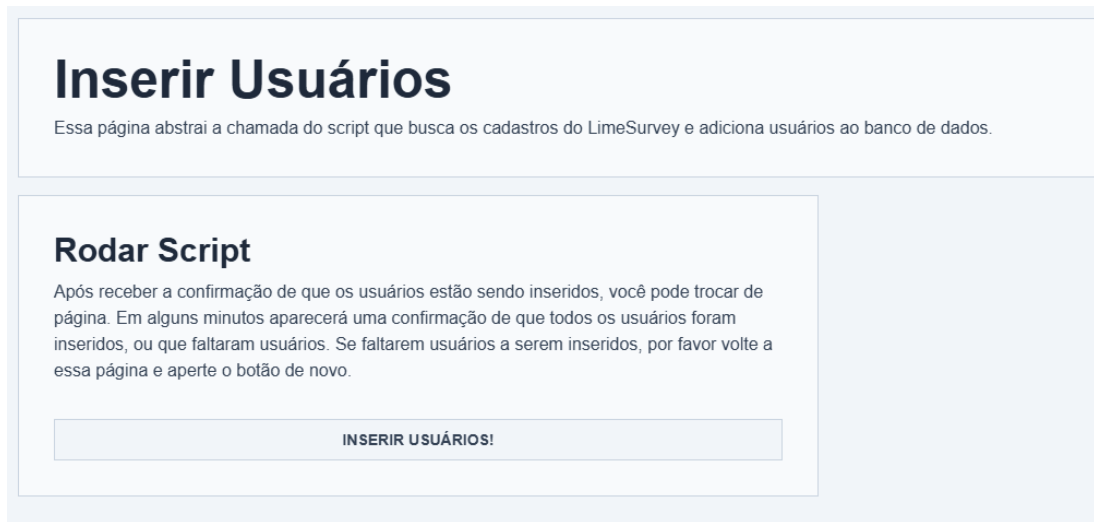 Inserir Usuários
Essa página abstrai a chamada do script que busca os cadastros do LimeSurvey e adiciona usuários ao banco de dados.
Rodar Script
Após receber a confirmação de que os usuários estão sendo inseridos, você pode trocar de
página. Em alguns minutos aparecerá uma confirmação de que todos os usuários foram
inseridos, ou que faltaram usuários. Se faltarem usuários a serem inseridos, por favor volte a
essa página e aperte o botão de novo.
INSERIR USUÁRIOS!